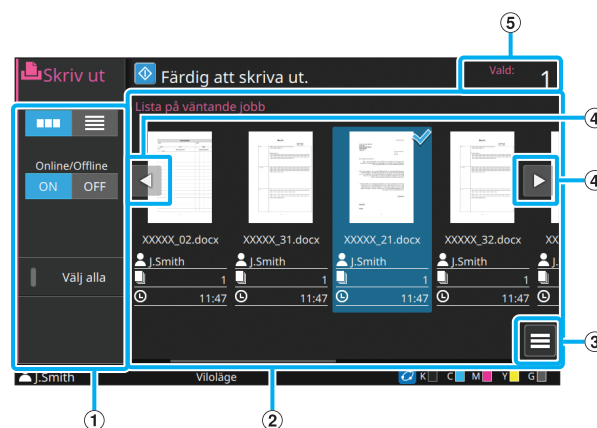 5
Skriv ut
Färdig att skriva ut.
Vald:
1
Lista på väntande jobb
4
Online/Offline
ON OFF
4
XXXXX_02.docx XXXXX_31.docx XXXXX_21.docx XXXXX_32.docx XX
J.Smith J.Smith J.Smith J.Smith J.
1 1 1 1
Välj alla
11:47 11:47 11:47 11:47
3
J.Smith Viloläge K C M Y G
1 2